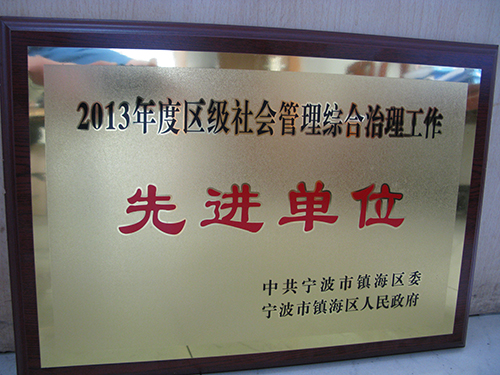 2013年度区级社会管理综合治理工作
先进单位
中共宁波市镇海区委
宁波市镇海区人民政府